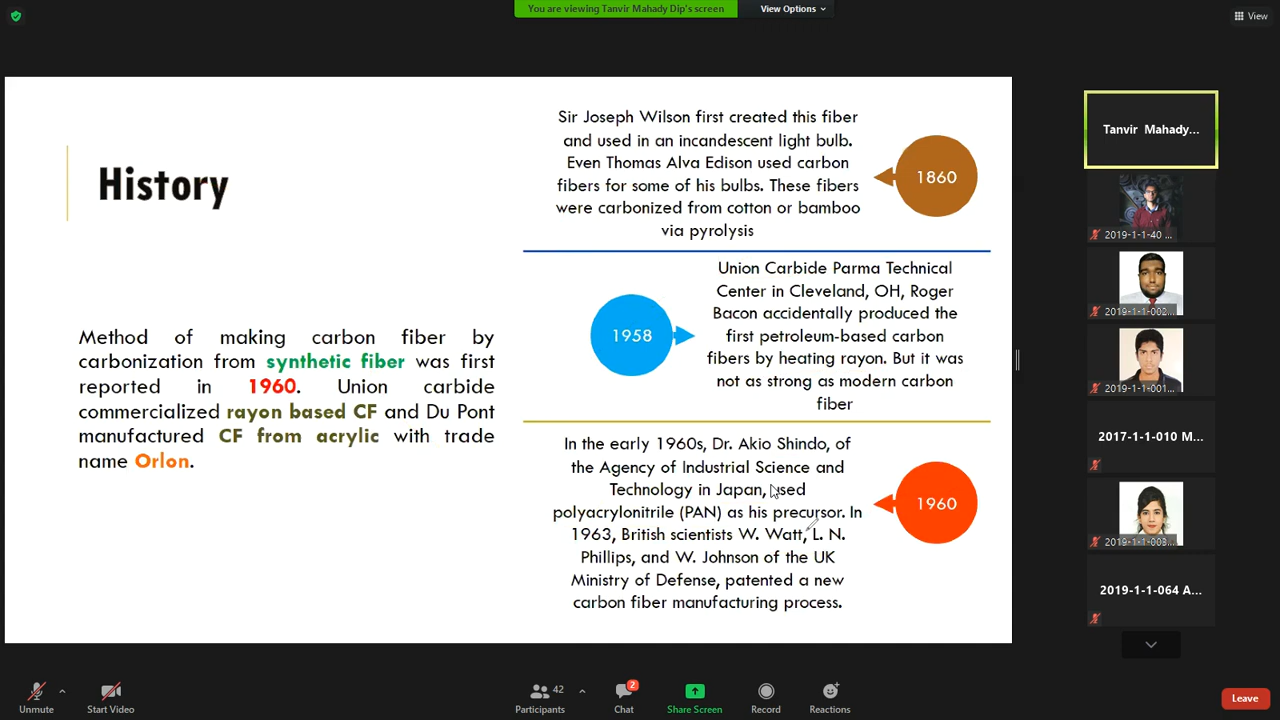 You are viewing Tanvir Mahady Dip's screen
View Options
View
History
Method of making carbon fiber by
carbonization from synthetic fiber was first
reported in 1960. Union carbide
commercialized rayon based CF and Du Pont
manufactured CF from acrylic with trade
name Orlon.
Sir Joseph Wilson first created this fiber
and used in an incandescent light bulb.
Even Thomas Alva Edison used carbon
fibers for some of his bulbs. These fibers
were carbonized from cotton or bamboo
via pyrolysis
1860
Union Carbide Parma Technical
Center in Cleveland, OH, Roger
Bacon accidentally produced the
first petroleum-based carbon
fibers by heating rayon. But it was
not as strong as modern carbon
fiber
1958
In the early 1960s, Dr. Akio Shindo, of
the Agency of Industrial Science and
Technology in Japan, used
polyacrylonitrile (PAN) as his precursor. In
1963, British scientists W. Watt, L. N.
Phillips, and W. Johnson of the UK
Ministry of Defense, patented a new
carbon fiber manufacturing process.
1960
Tanvir Mahady...
2019-1-1-40 ...
2019-1-1-002...
2019-1-1-001...
2017-1-1-010 M...
2019-1-1-003...
2019-1-1-064 A...
Unmute
Start Video
42
Participants
2
Chat
Share Screen
Record
Reactions
Leave